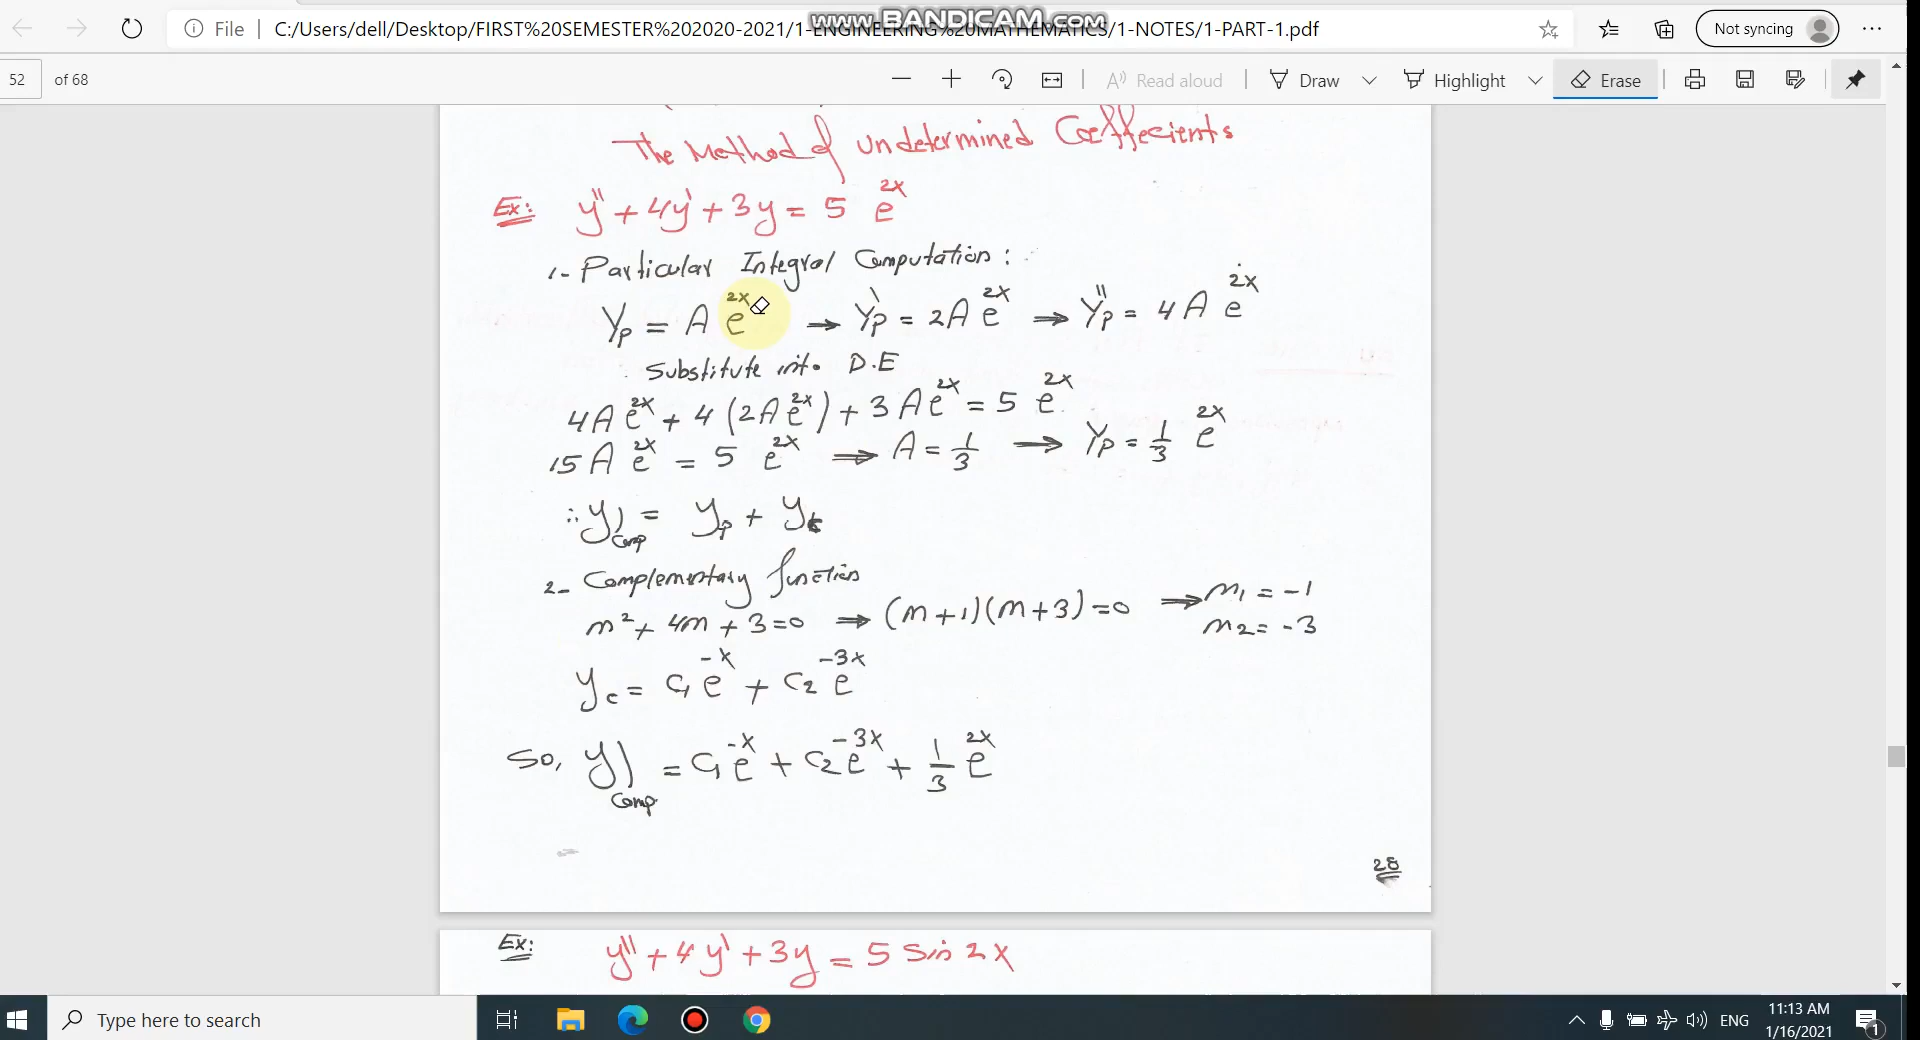 www.BANDICAM.com
File | C:/Users/dell/Desktop/FIRST%20SEMESTER%202020-2021/1-ENGINEERING%20MATHEMATICS/1-NOTES/1-PART-1.pdf
Not syncing
52 of 68
Read aloud
Draw
Highlight
Erase
The Method of Undetermined Coeffecients
Ex: y'' + 4y' + 3y = 5 e^2x
1- Particular Integral Computation:
Yp = A e^2x → Y'p = 2A e^2x ⇒ Y''p = 4A e^2x
Substitute into D.E
4A e^2x + 4 (2A e^2x) + 3A e^2x = 5 e^2x
15 A e^2x = 5 e^2x ⇒ A = 1/3 ⇒ Yp = 1/3 e^2x
∴ y)comp = yp + yc
2- Complementary function
m² + 4m + 3 = 0 ⇒ (m+1)(m+3) = 0 ⇒ m1 = -1
m2 = -3
yc = c1 e^-x + c2 e^-3x
So, y)comp. = c1 e^-x + c2 e^-3x + 1/3 e^2x
28
Ex: y'' + 4y' + 3y = 5 Sin 2x
Type here to search
ENG
11:13 AM
1/16/2021
1